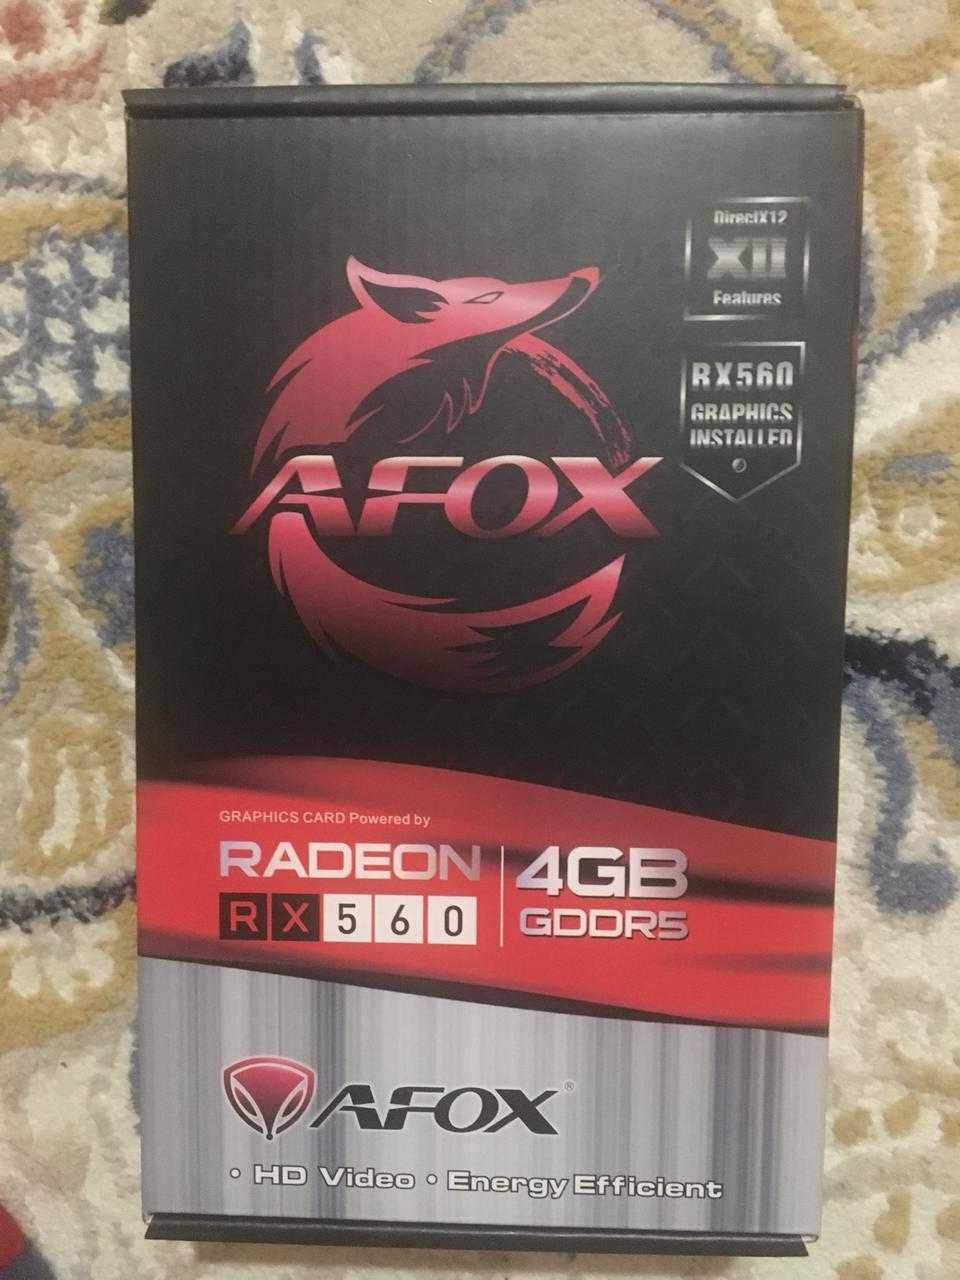 DirectX12
XII
Features
RX560
GRAPHICS
INSTALLED
AFOX
GRAPHICS CARD Powered by
RADEON
RX560
4GB
GDDR5
AFOX®
• HD Video • Energy Efficient